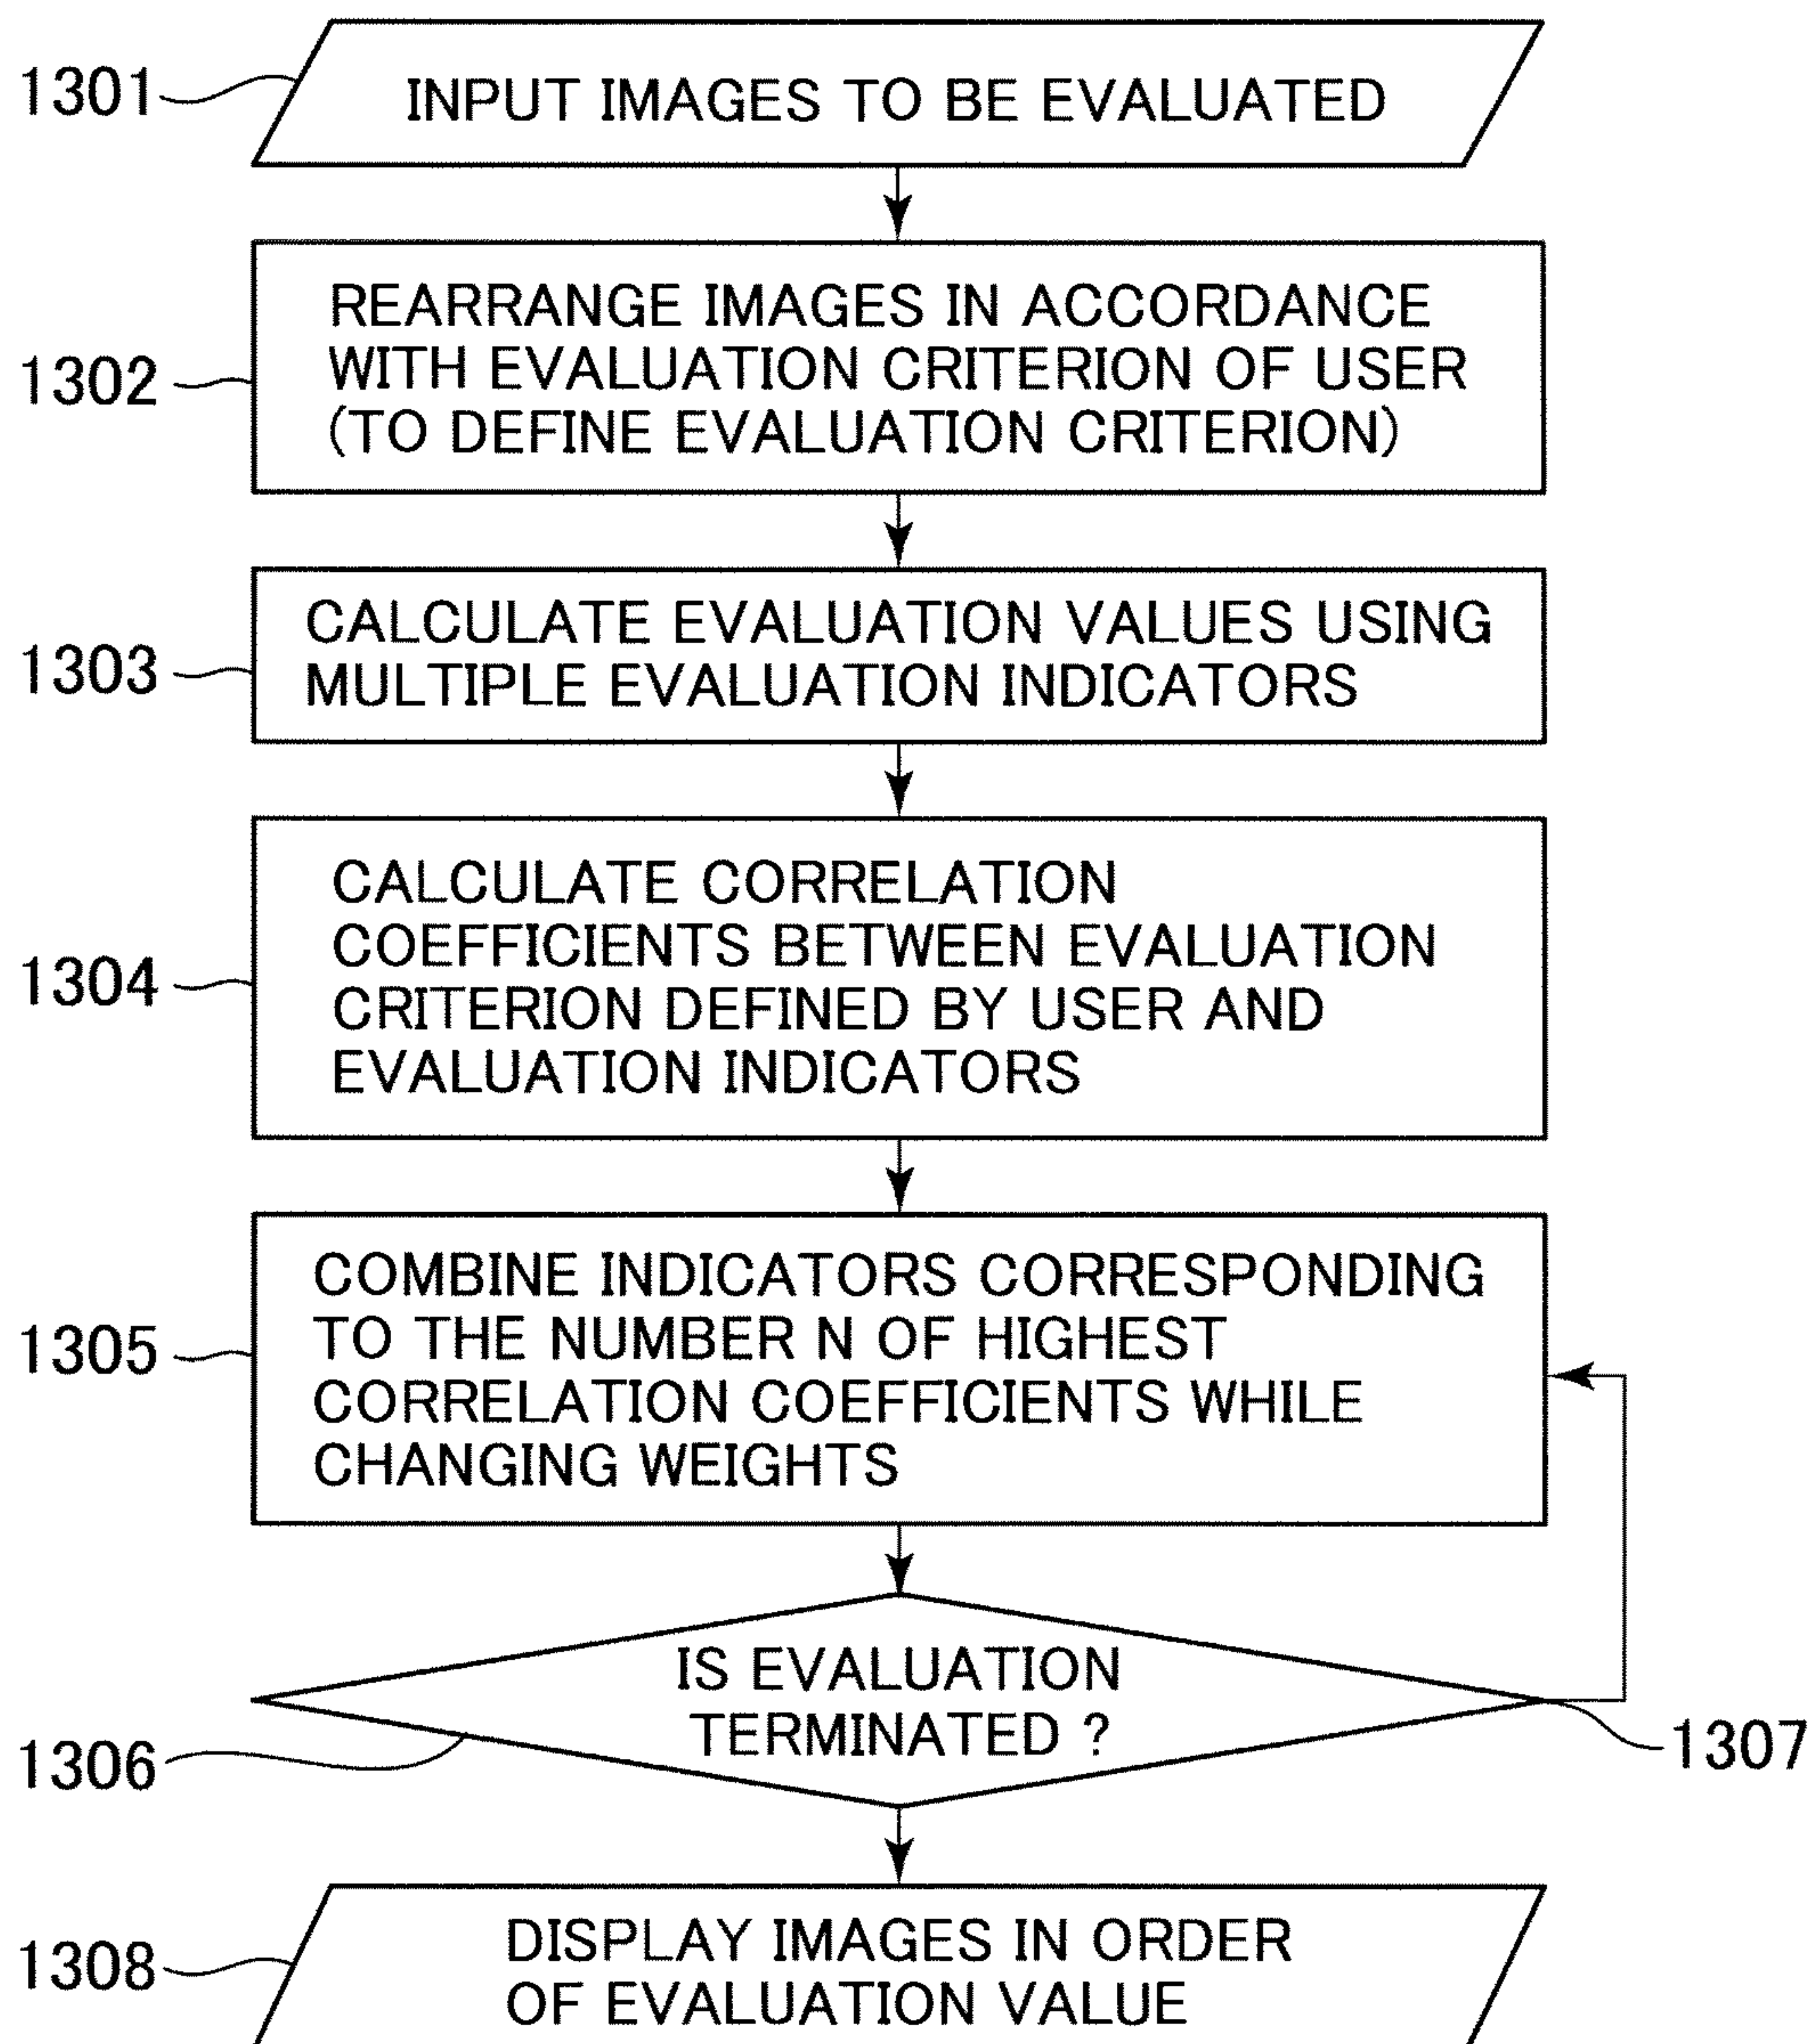 1301
INPUT IMAGES TO BE EVALUATED
1302
REARRANGE IMAGES IN ACCORDANCE
WITH EVALUATION CRITERION OF USER
(TO DEFINE EVALUATION CRITERION)
1303
CALCULATE EVALUATION VALUES USING
MULTIPLE EVALUATION INDICATORS
1304
CALCULATE CORRELATION
COEFFICIENTS BETWEEN EVALUATION
CRITERION DEFINED BY USER AND
EVALUATION INDICATORS
1305
COMBINE INDICATORS CORRESPONDING
TO THE NUMBER N OF HIGHEST
CORRELATION COEFFICIENTS WHILE
CHANGING WEIGHTS
1306
IS EVALUATION
TERMINATED ?
1307
1308
DISPLAY IMAGES IN ORDER
OF EVALUATION VALUE